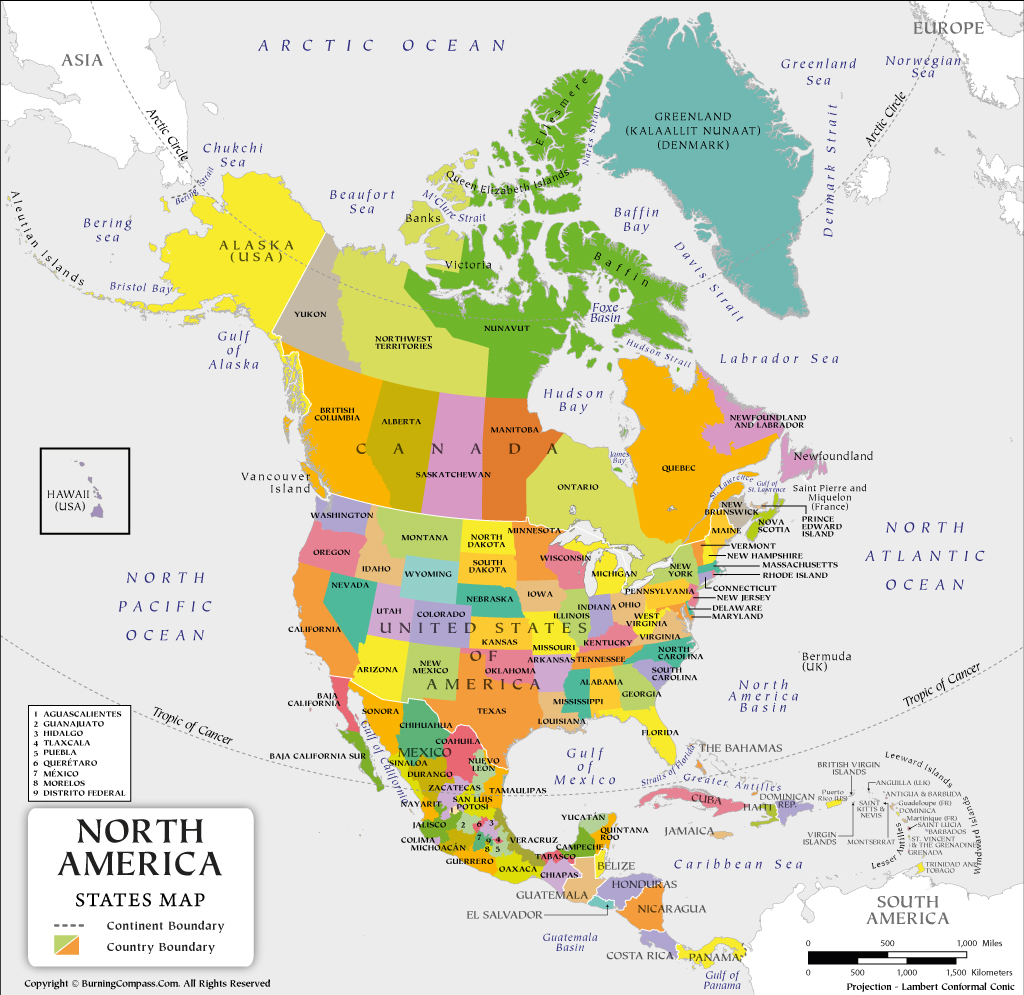 ARCTIC OCEAN
EUROPE
ASIA
Greenland
Sea
Norwegian
Sea
Arctic Circle
Arctic Circle
Chukchi
Sea
Bering Strait
Ellesmere
Nares Strait
GREENLAND
(KALAALLIT NUNAAT)
(DENMARK)
Denmark Strait
Aleutian Islands
Bering
sea
Beaufort
Sea
Queen Elizabeth Islands
M'Clure Strait
Banks
Baffin
Bay
Davis Strait
ALASKA
(USA)
Victoria
Baffin
Bristol Bay
YUKON
NORTHWEST
TERRITORIES
NUNAVUT
Foxe
Basin
Gulf
of
Alaska
Hudson Strait
Labrador Sea
Hudson
Bay
BRITISH
COLUMBIA
ALBERTA
MANITOBA
NEWFOUNDLAND
AND LABRADOR
CANADA
James
Bay
Newfoundland
SASKATCHEWAN
QUEBEC
Vancouver
Island
ONTARIO
St. Lawrence
Gulf of
St. Lawrence
Saint Pierre and
Miquelon
(France)
HAWAII
(USA)
NEW
BRUNSWICK
PRINCE
EDWARD
ISLAND
NOVA
SCOTIA
NORTH
ATLANTIC
OCEAN
WASHINGTON
MONTANA
NORTH
DAKOTA
MINNESOTA
MAINE
VERMONT
NEW HAMPSHIRE
MASSACHUSETTS
RHODE ISLAND
CONNECTICUT
NEW JERSEY
DELAWARE
MARYLAND
OREGON
IDAHO
WYOMING
SOUTH
DAKOTA
WISCONSIN
MICHIGAN
NEW
YORK
NORTH
PACIFIC
OCEAN
NEVADA
UTAH
COLORADO
NEBRASKA
IOWA
ILLINOIS
INDIANA
OHIO
PENNSYLVANIA
WEST
VIRGINIA
VIRGINIA
UNITED STATES
OF
AMERICA
CALIFORNIA
KANSAS
MISSOURI
KENTUCKY
NORTH
CAROLINA
ARIZONA
NEW
MEXICO
OKLAHOMA
ARKANSAS
TENNESSEE
SOUTH
CAROLINA
Bermuda
(UK)
TEXAS
ALABAMA
GEORGIA
MISSISSIPPI
LOUISIANA
FLORIDA
North
America
Basin
Tropic of Cancer
Tropic of Cancer
BAJA
CALIFORNIA
SONORA
CHIHUAHUA
COAHUILA
BAJA CALIFORNIA SUR
Gulf of California
MEXICO
SINALOA
NUEVO
LEON
DURANGO
ZACATECAS
TAMAULIPAS
SAN LUIS
POTOSI
NAYARIT
JALISCO
COLIMA
MICHOACÁN
GUERRERO
1
2
6
3
7
9
4
8
5
VERACRUZ
OAXACA
TABASCO
CHIAPAS
CAMPECHE
YUCATÁN
QUINTANA
ROO
Gulf
of
Mexico
Straits of Florida
THE BAHAMAS
Greater Antilles
CUBA
HAITI
DOMINICAN
REP.
JAMAICA
Puerto
Rico (US)
BRITISH VIRGIN
ISLANDS
Leeward Islands
ANGUILLA (U.K)
ANTIGUA & BARBUDA
SAINT
KITTS &
NEVIS
Guadeloupe (FR)
DOMINICA
Martinique (FR)
SAINT LUCIA
BARBADOS
ST. VINCENT
& THE GRENADINES
GRENADA
VIRGIN
ISLANDS
MONTSERRAT
Lesser Antilles
Windward Islands
TRINIDAD AND
TOBAGO
Caribbean Sea
BELIZE
GUATEMALA
HONDURAS
EL SALVADOR
NICARAGUA
Guatemala
Basin
COSTA RICA
PANAMA
Gulf of
Panama
SOUTH
AMERICA
1 AGUASCALIENTES
2 GUANAJUATO
3 HIDALGO
4 TLAXCALA
5 PUEBLA
6 QUERÉTARO
7 MÉXICO
8 MORELOS
9 DISTRITO FEDERAL
NORTH
AMERICA
STATES MAP
Continent Boundary
Country Boundary
0 500 1,000 Miles
0 500 1,000 1,500 Kilometers
Projection - Lambert Conformal Conic
Copyright © BurningCompass.Com. All Rights Reserved